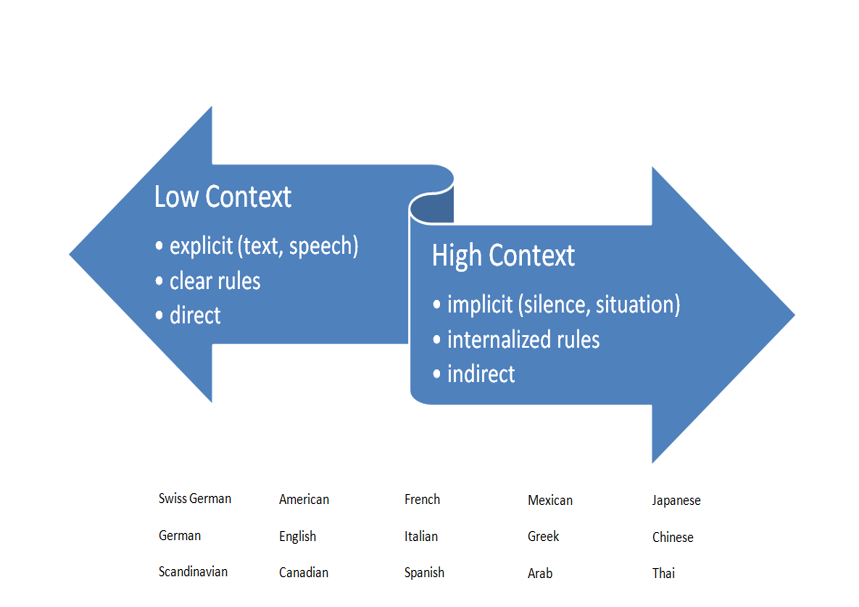 Low Context
• explicit (text, speech)
• clear rules
• direct
High Context
• implicit (silence, situation)
• internalized rules
• indirect
Swiss German American French Mexican Japanese
German English Italian Greek Chinese
Scandinavian Canadian Spanish Arab Thai